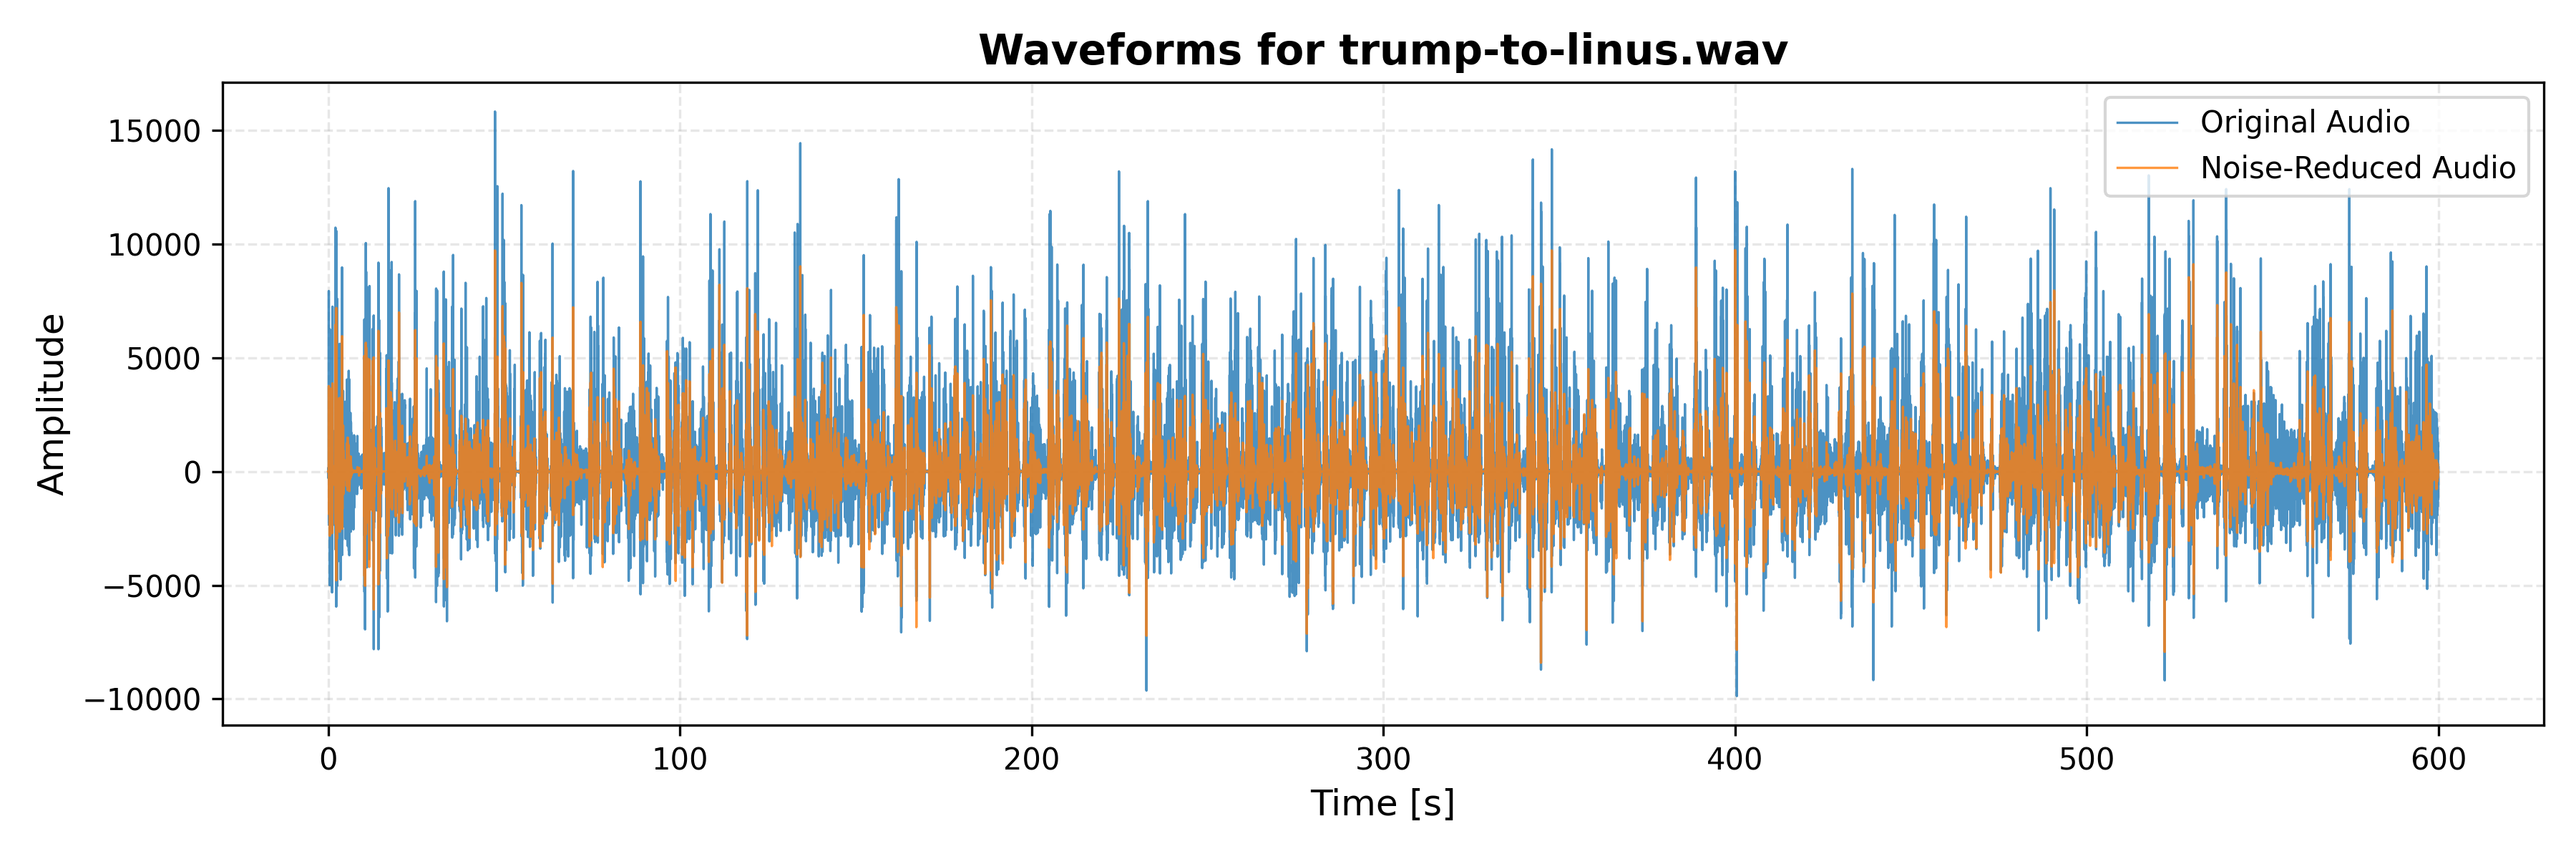 Waveforms for trump-to-linus.wav
Original Audio
Noise-Reduced Audio
Amplitude
15000
10000
5000
0
−5000
−10000
0 100 200 300 400 500 600
Time [s]